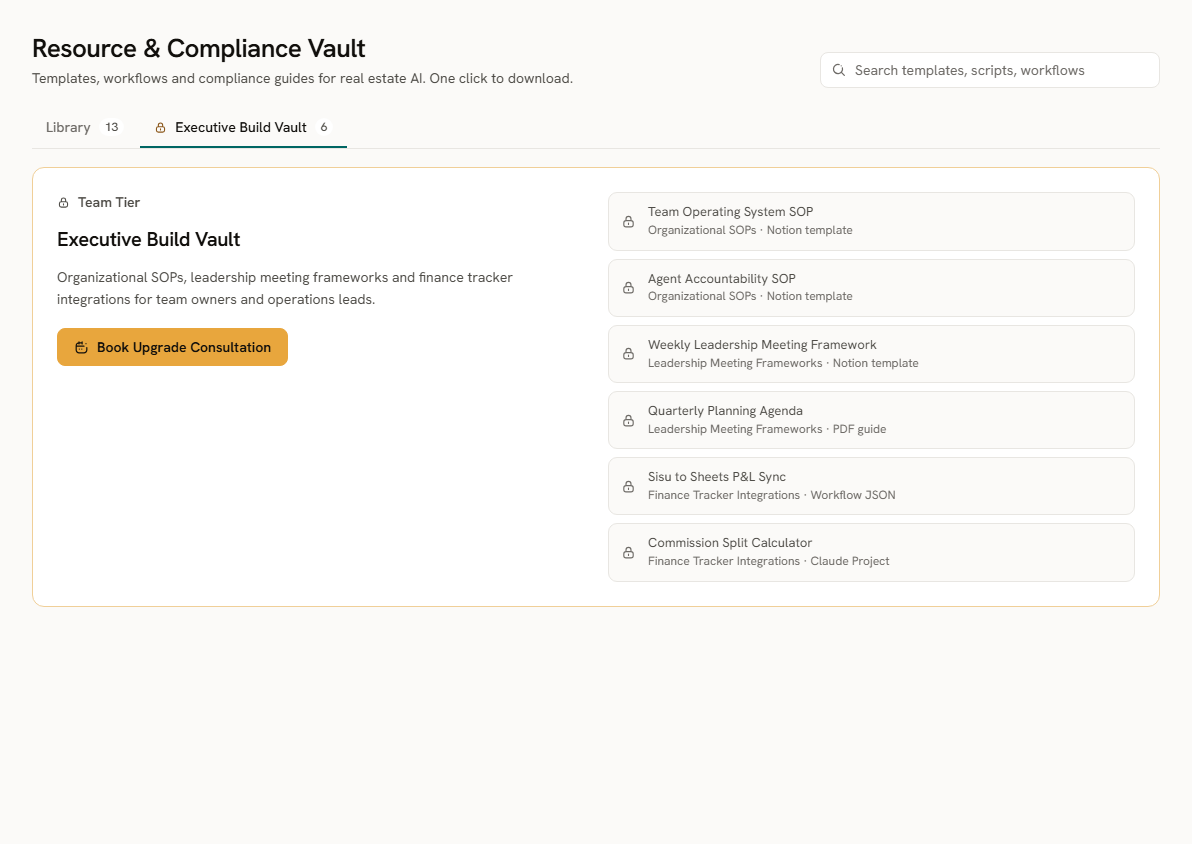 Resource & Compliance Vault
Templates, workflows and compliance guides for real estate AI. One click to download.
Search templates, scripts, workflows
Library 13
Executive Build Vault 6
Team Tier
Executive Build Vault
Organizational SOPs, leadership meeting frameworks and finance tracker
integrations for team owners and operations leads.
Book Upgrade Consultation
Team Operating System SOP
Organizational SOPs · Notion template
Agent Accountability SOP
Organizational SOPs · Notion template
Weekly Leadership Meeting Framework
Leadership Meeting Frameworks · Notion template
Quarterly Planning Agenda
Leadership Meeting Frameworks · PDF guide
Sisu to Sheets P&L Sync
Finance Tracker Integrations · Workflow JSON
Commission Split Calculator
Finance Tracker Integrations · Claude Project